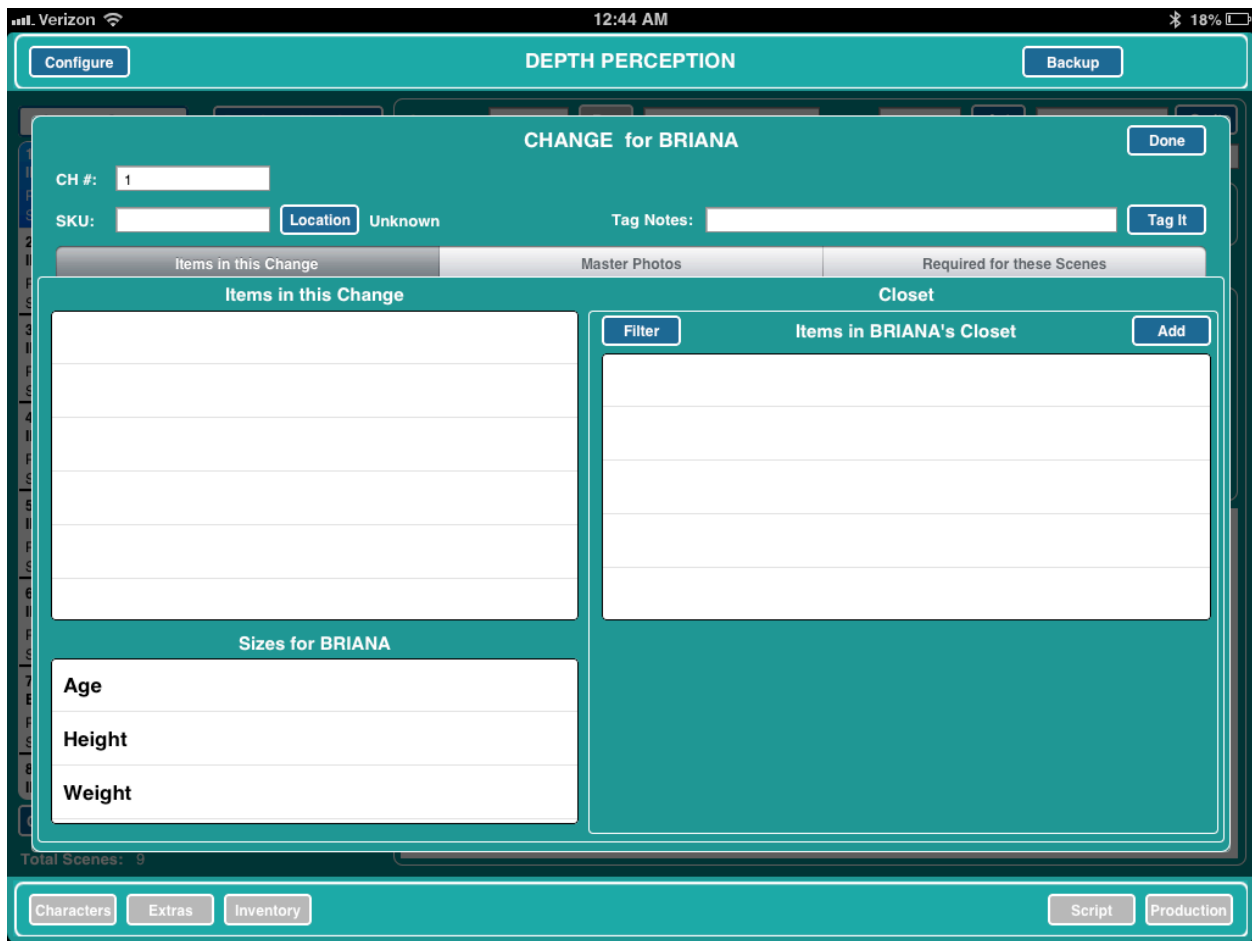 Verizon 12:44 AM 18%
Configure DEPTH PERCEPTION Backup
CHANGE for BRIANA Done
CH #: 1
SKU: Location Unknown Tag Notes: Tag It
Items in this Change Master Photos Required for these Scenes
Items in this Change Closet
Filter Items in BRIANA's Closet Add
Sizes for BRIANA
Age
Height
Weight
Total Scenes: 9
Characters Extras Inventory Script Production